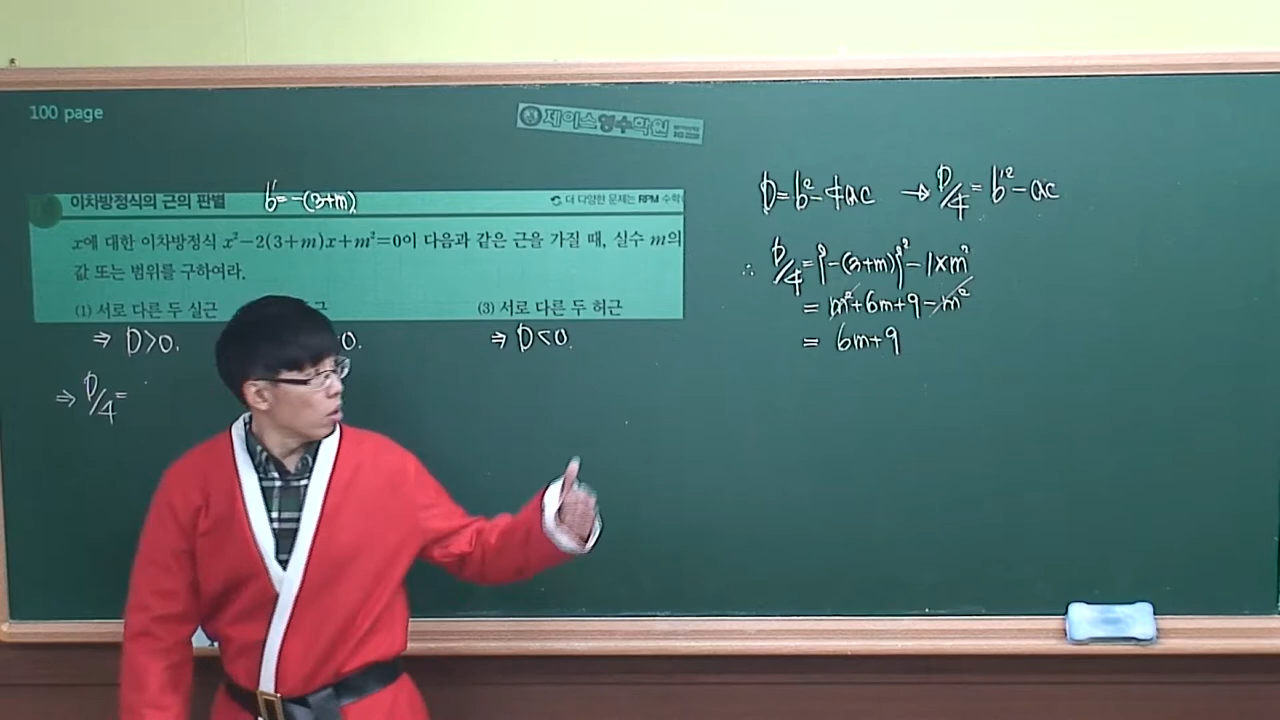 100 page
제이스영수학원
이차방정식의 근의 판별
b'=-(3+m)
더 다양한 문제는 RPM 수학
x에 대한 이차방정식 x²-2(3+m)x+m²=0이 다음과 같은 근을 가질 때, 실수 m의
값 또는 범위를 구하여라.
(1) 서로 다른 두 실근
근
(3) 서로 다른 두 허근
⇒ D>0.
0.
⇒ D<0.
⇒ D/4=
D=b²-4ac → D/4=b'²-ac
∴ D/4={-(3+m)}²-1×m²
= m²+6m+9-m²
= 6m+9